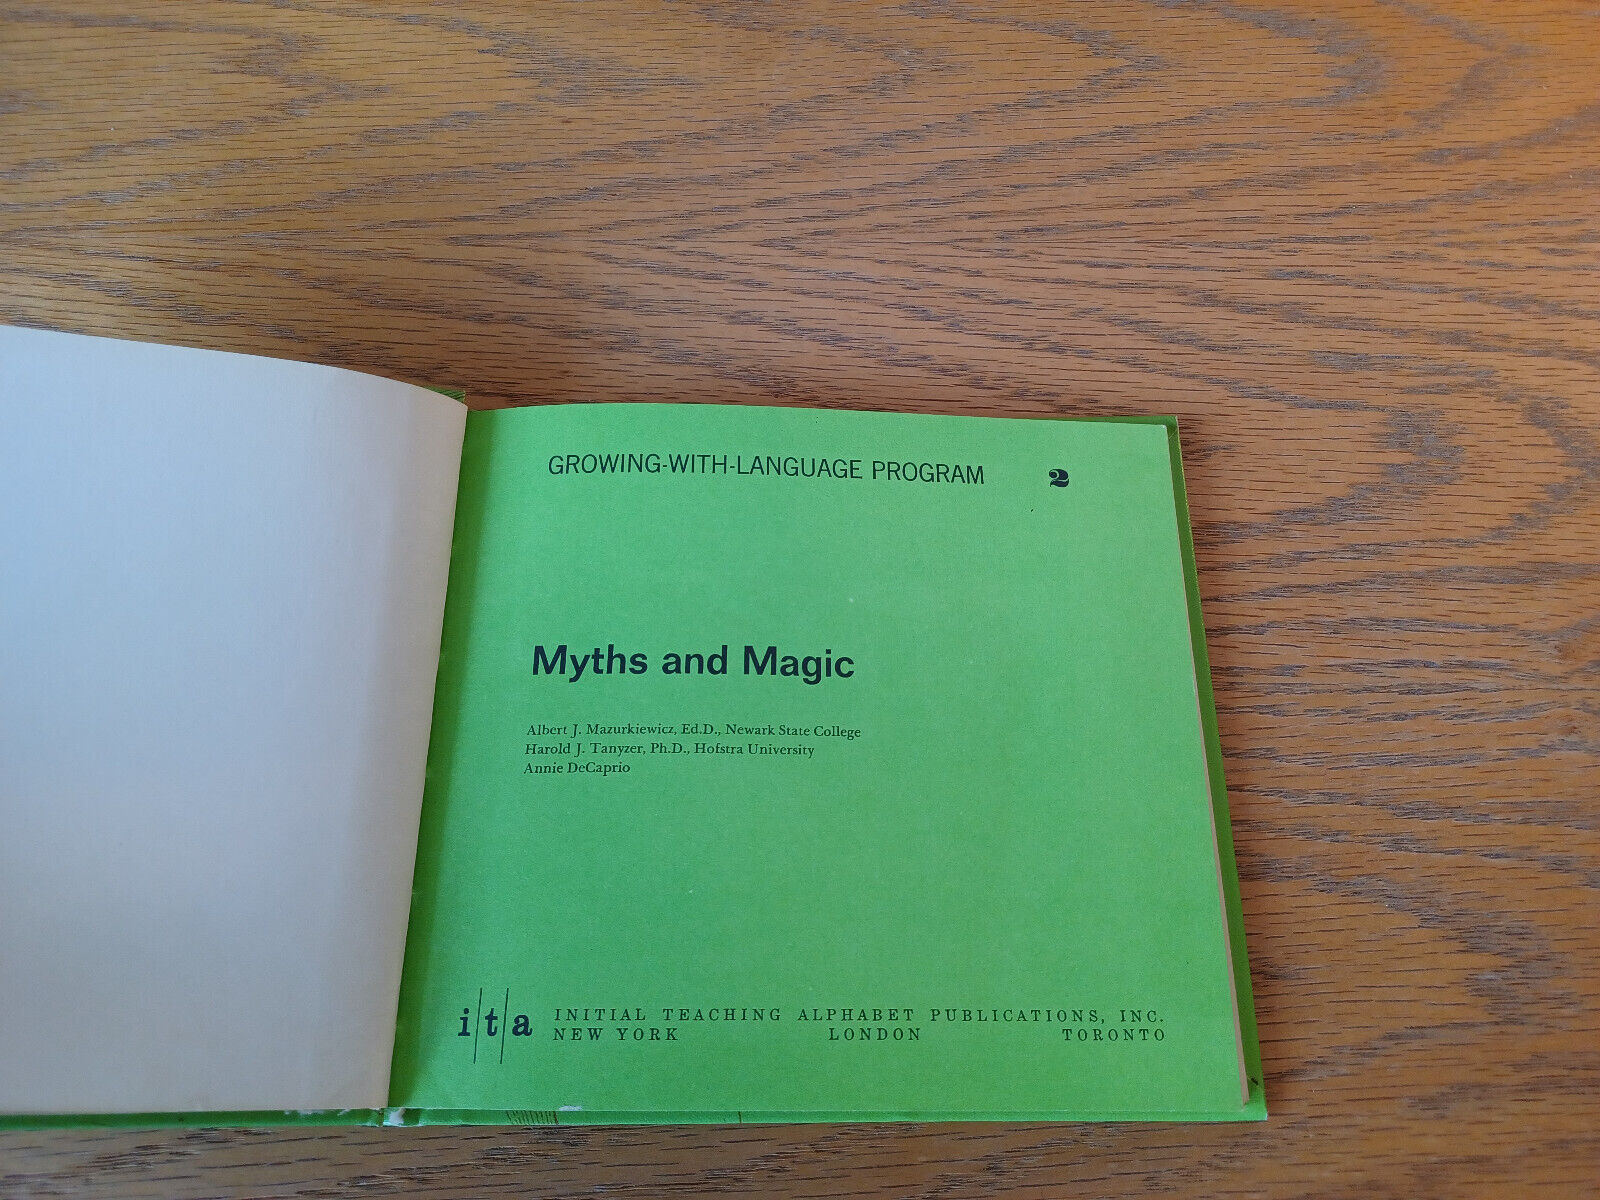 GROWING-WITH-LANGUAGE PROGRAM 2
Myths and Magic
Albert J. Mazurkiewicz, Ed.D., Newark State College
Harold J. Tanyzer, Ph.D., Hofstra University
Annie DeCaprio
i/t/a INITIAL TEACHING ALPHABET PUBLICATIONS, INC.
NEW YORK LONDON TORONTO